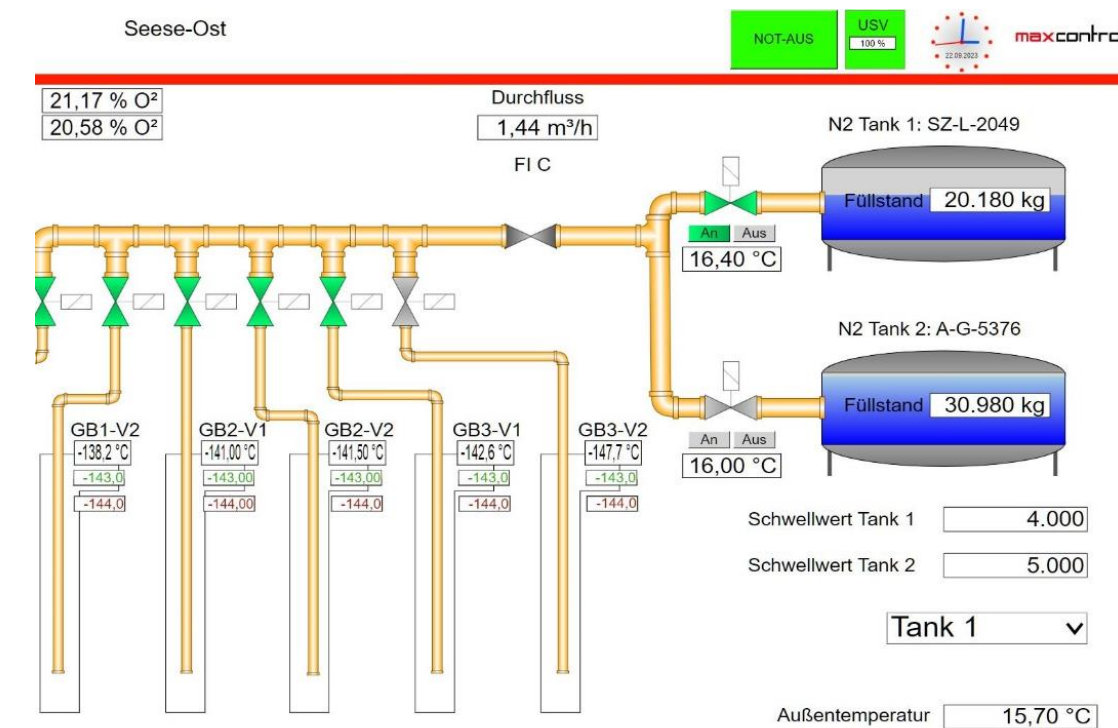 Seese-Ost
NOT-AUS
USV
100 %
22.09.2023
maxcontro
21,17 % O²
20,58 % O²
Durchfluss
1,44 m³/h
FI C
N2 Tank 1: SZ-L-2049
Füllstand 20.180 kg
An Aus
16,40 °C
N2 Tank 2: A-G-5376
Füllstand 30.980 kg
An Aus
16,00 °C
GB1-V2 GB2-V1 GB2-V2 GB3-V1 GB3-V2
-138,2 °C -141,00 °C -141,50 °C -142,6 °C -147,7 °C
-143,0 -143,00 -143,00 -143,0 -143,0
-144,0 -144,00 -144,0 -144,0 -144,0
Schwellwert Tank 1 4.000
Schwellwert Tank 2 5.000
Tank 1
Außentemperatur 15,70 °C